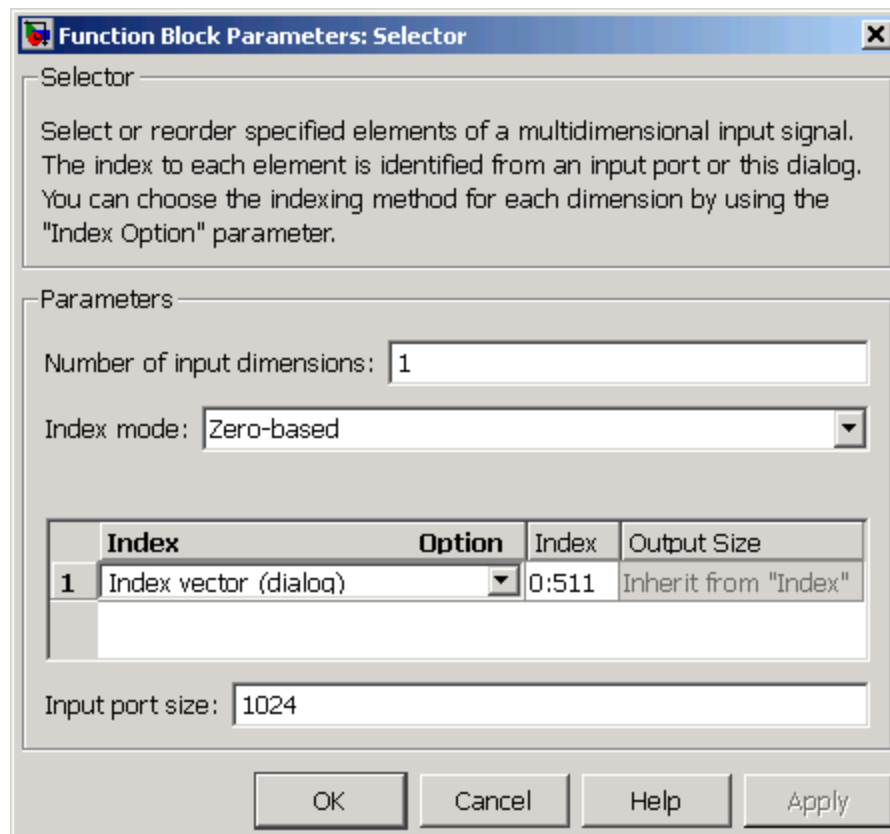 Function Block Parameters: Selector
Selector
Select or reorder specified elements of a multidimensional input signal.
The index to each element is identified from an input port or this dialog.
You can choose the indexing method for each dimension by using the
"Index Option" parameter.
Parameters
Number of input dimensions: 1
Index mode: Zero-based
Index Option Index Output Size
1 Index vector (dialog) 0:511 Inherit from "Index"
Input port size: 1024
OK Cancel Help Apply